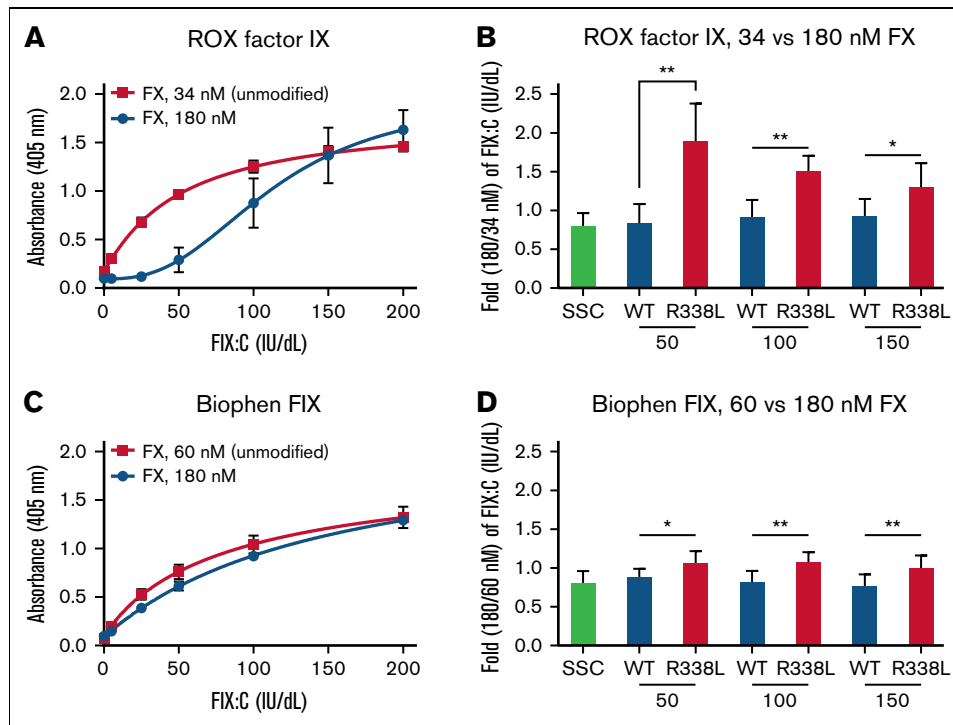 A
ROX factor IX
FX, 34 nM (unmodified)
FX, 180 nM
Absorbance (405 nm)
2.0
1.5
1.0
0.5
0.0
0 50 100 150 200
FIX:C (IU/dL)
B
ROX factor IX, 34 vs 180 nM FX
Fold (180/34 nM) of FIX:C (IU/dL)
2.5
2.0
1.5
1.0
0.5
0.0
** ** *
SSC WT R338L WT R338L WT R338L
50 100 150
C
Biophen FIX
FX, 60 nM (unmodified)
FX, 180 nM
Absorbance (405 nm)
2.0
1.5
1.0
0.5
0.0
0 50 100 150 200
FIX:C (IU/dL)
D
Biophen FIX, 60 vs 180 nM FX
Fold (180/60 nM) of FIX:C (IU/dL)
2.5
2.0
1.5
1.0
0.5
0.0
* ** **
SSC WT R338L WT R338L WT R338L
50 100 150